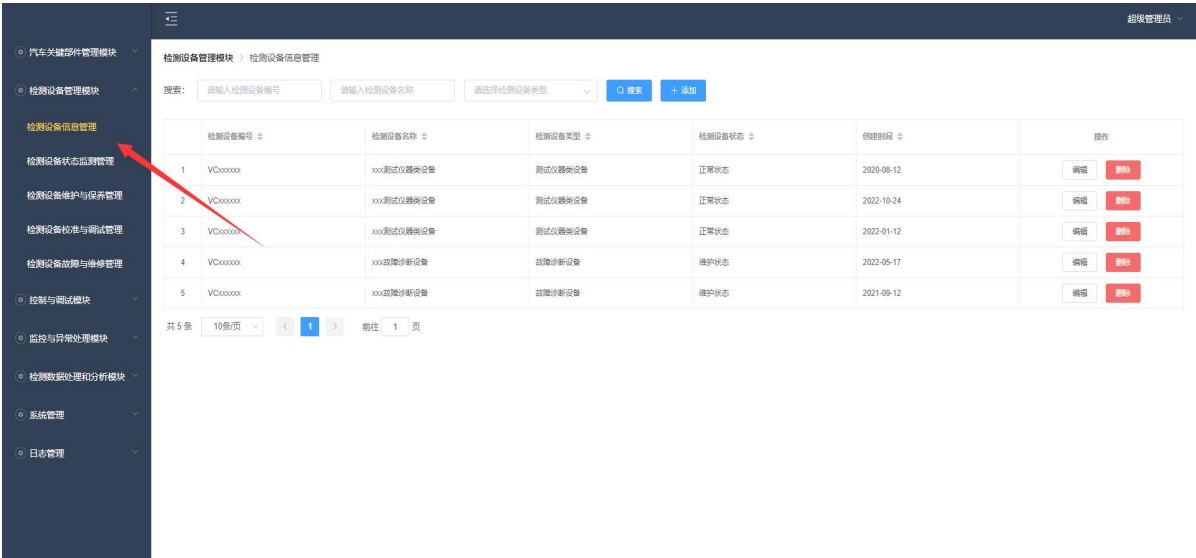 超级管理员
汽车关键部件管理模块
检测设备管理模块
检测设备信息管理
检测设备状态监测管理
检测设备维护与保养管理
检测设备校准与调试管理
检测设备故障与维修管理
控制与调试模块
监控与异常处理模块
检测数据处理和分析模块
系统管理
日志管理
检测设备管理模块 > 检测设备信息管理
搜索: 请输入检测设备编号 请输入检测设备名称 请选择检测设备类型 搜索 + 添加
检测设备编号 检测设备名称 检测设备类型 检测设备状态 创建时间 操作
1 VCxxxxxx xxx测试仪器类设备 测试仪器类设备 正常状态 2020-08-12 编辑 删除
2 VCxxxxxx xxx测试仪器类设备 测试仪器类设备 正常状态 2022-10-24 编辑 删除
3 VCxxxxxx xxx测试仪器类设备 测试仪器类设备 正常状态 2022-01-12 编辑 删除
4 VCxxxxxx xxx故障诊断设备 故障诊断设备 维护状态 2022-05-17 编辑 删除
5 VCxxxxxx xxx故障诊断设备 故障诊断设备 维护状态 2021-09-12 编辑 删除
共 5 条 10条/页 < 1 > 前往 1 页